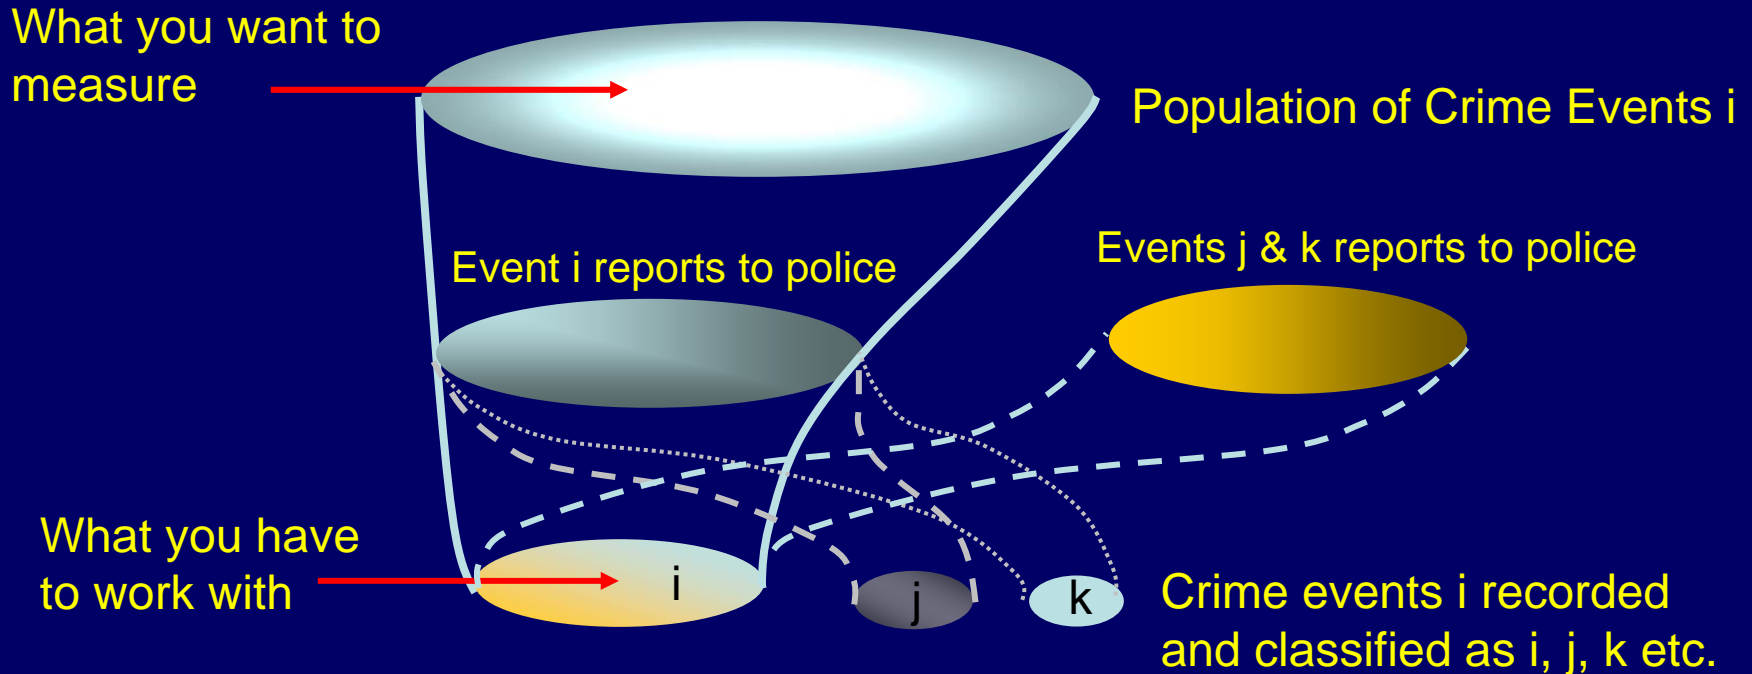 What you want to
measure
Population of Crime Events i
Event i reports to police
Events j & k reports to police
What you have
to work with
i
j
k
Crime events i recorded
and classified as i, j, k etc.